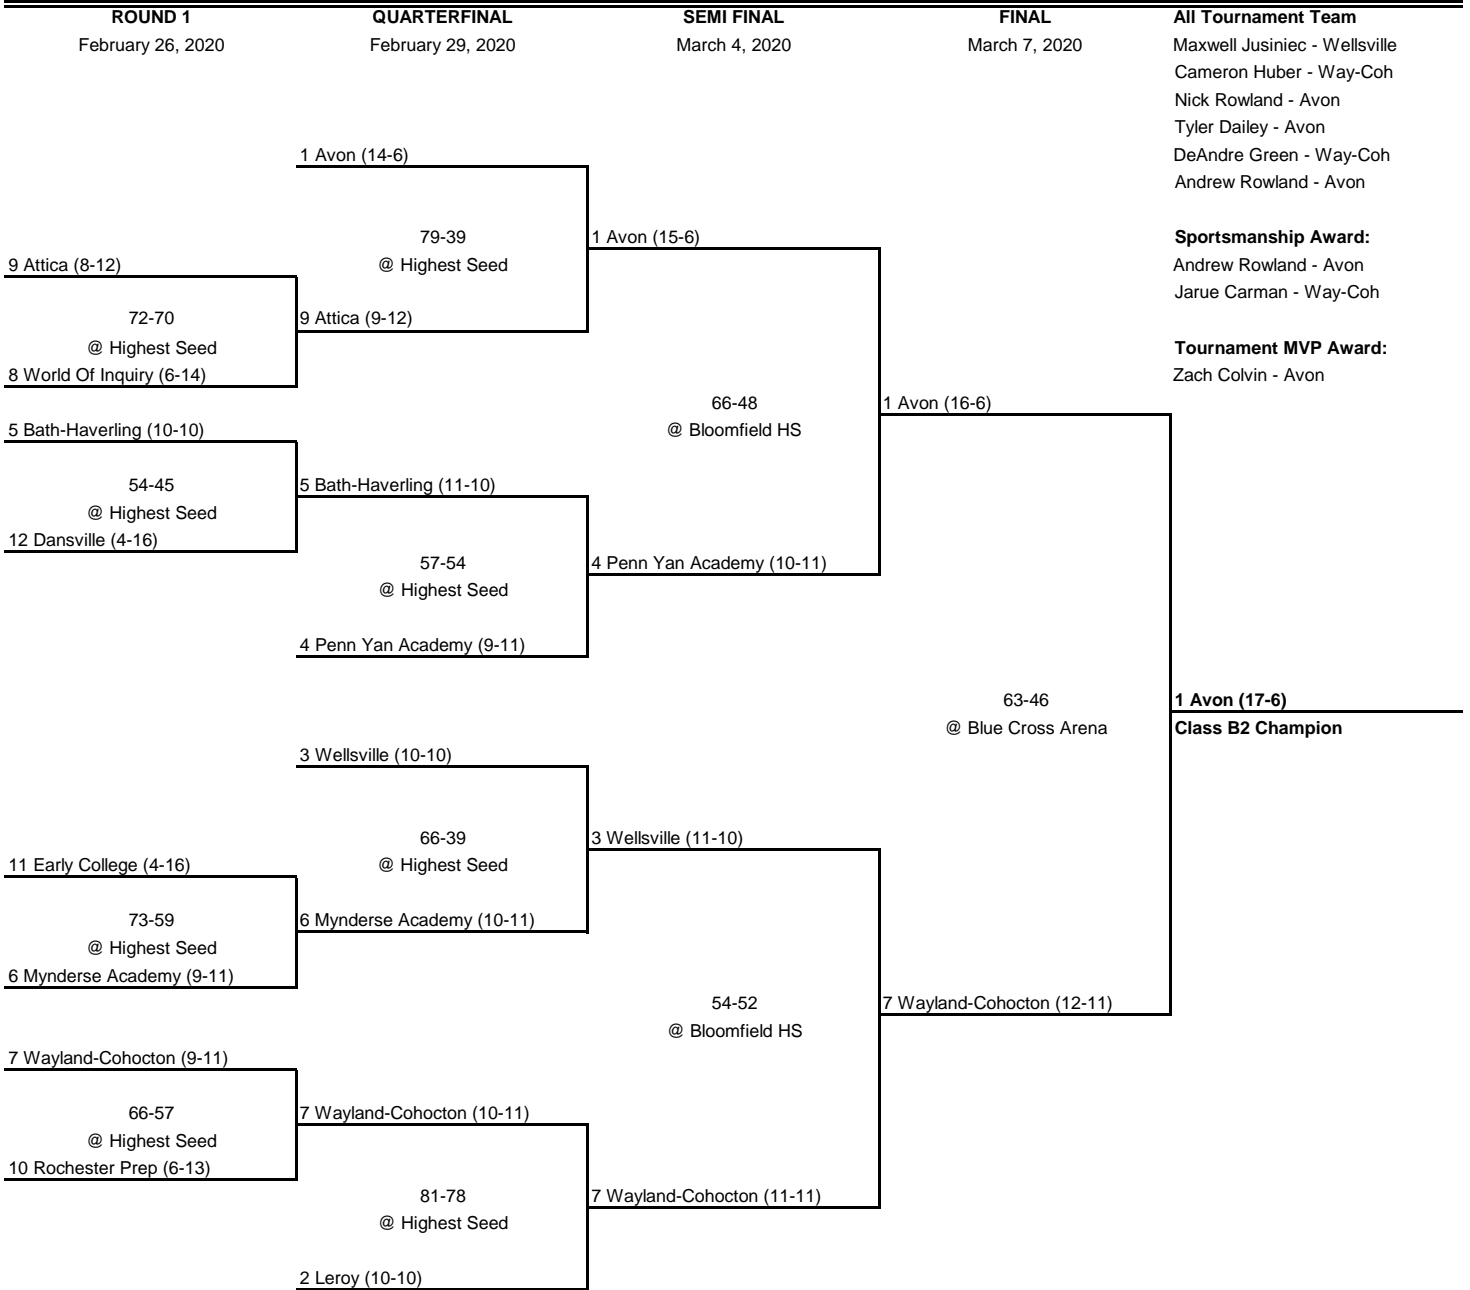 ROUND 1
February 26, 2020
QUARTERFINAL
February 29, 2020
SEMI FINAL
March 4, 2020
FINAL
March 7, 2020
All Tournament Team
Maxwell Jusiniec - Wellsville
Cameron Huber - Way-Coh
Nick Rowland - Avon
Tyler Dailey - Avon
DeAndre Green - Way-Coh
Andrew Rowland - Avon
Sportsmanship Award:
Andrew Rowland - Avon
Jarue Carman - Way-Coh
Tournament MVP Award:
Zach Colvin - Avon
9 Attica (8-12)
72-70
@ Highest Seed
8 World Of Inquiry (6-14)
5 Bath-Haverling (10-10)
54-45
@ Highest Seed
12 Dansville (4-16)
11 Early College (4-16)
73-59
@ Highest Seed
6 Mynderse Academy (9-11)
7 Wayland-Cohocton (9-11)
66-57
@ Highest Seed
10 Rochester Prep (6-13)
1 Avon (14-6)
79-39
@ Highest Seed
9 Attica (9-12)
5 Bath-Haverling (11-10)
57-54
@ Highest Seed
4 Penn Yan Academy (9-11)
3 Wellsville (10-10)
66-39
@ Highest Seed
6 Mynderse Academy (10-11)
7 Wayland-Cohocton (10-11)
81-78
@ Highest Seed
2 Leroy (10-10)
1 Avon (15-6)
66-48
@ Bloomfield HS
4 Penn Yan Academy (10-11)
3 Wellsville (11-10)
54-52
@ Bloomfield HS
7 Wayland-Cohocton (11-11)
1 Avon (16-6)
63-46
@ Blue Cross Arena
7 Wayland-Cohocton (12-11)
1 Avon (17-6)
Class B2 Champion